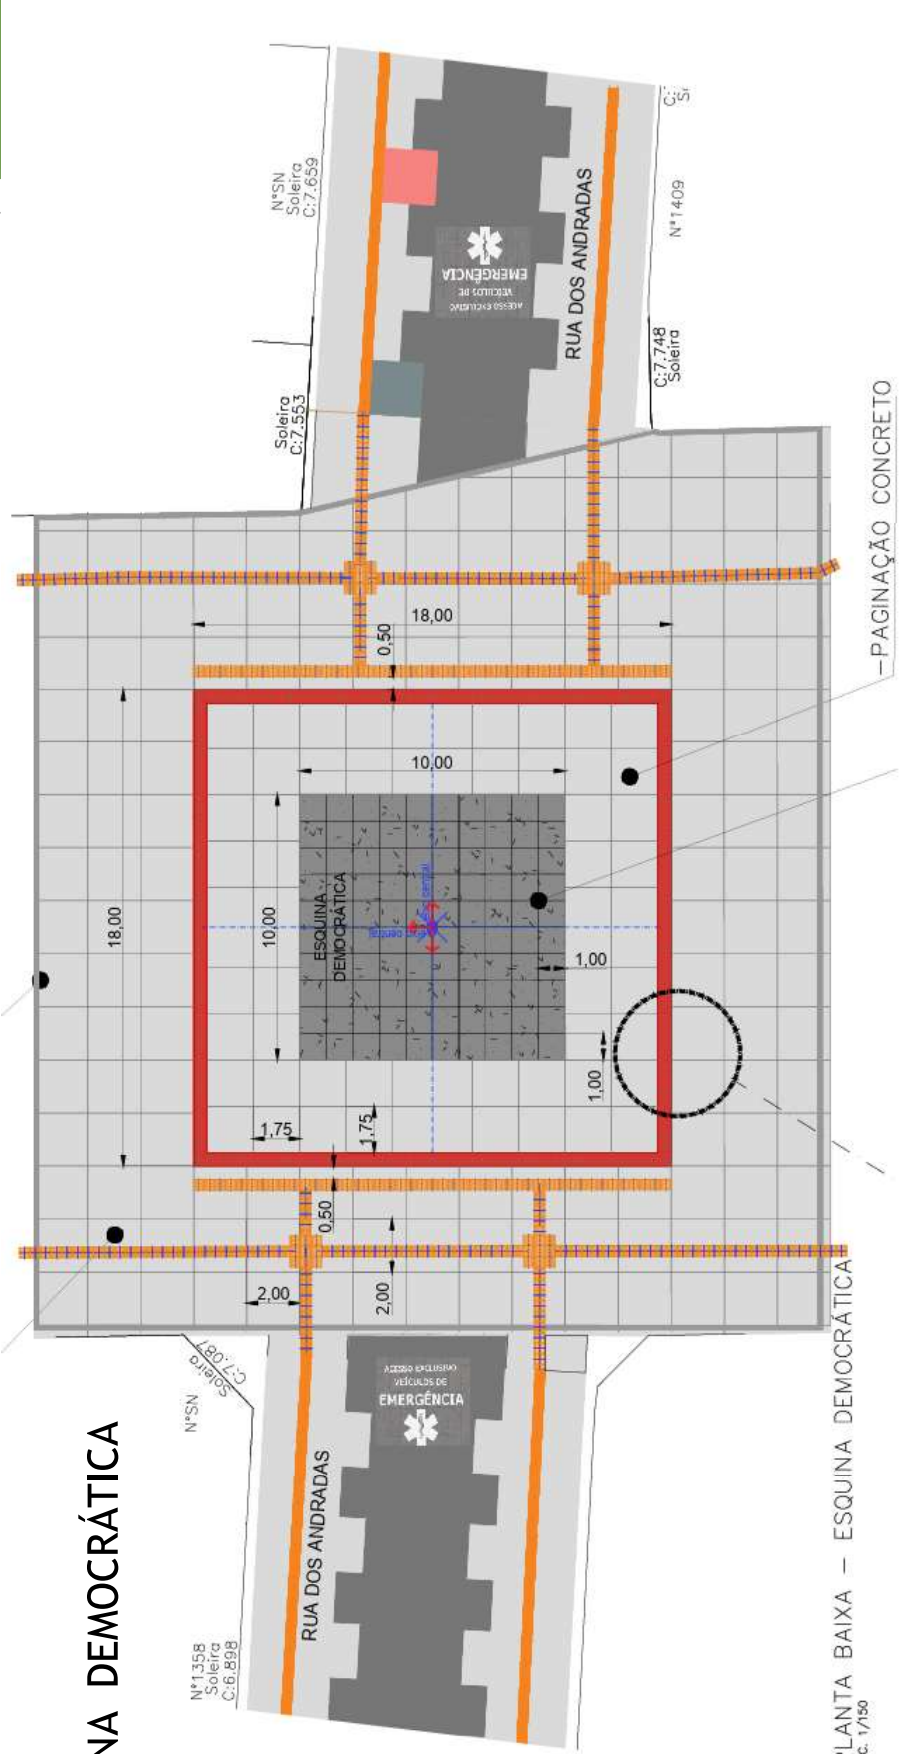 NA DEMOCRÁTICA
N°SN
Soleira
C:7.659
Soleira
C:7.553
ACESSO EXCLUSIVO
VEÍCULOS DE
EMERGÊNCIA
RUA DOS ANDRADAS
N°1409
C:7.748
Soleira
18,00
0,50
18,00
10,00
10,00
ESQUINA
DEMOCRÁTICA
1,00
1,00
1,75
1,75
0,50
2,00
2,00
Soleira
C:7.087
N°SN
ACESSO EXCLUSIVO
VEÍCULOS DE
EMERGÊNCIA
RUA DOS ANDRADAS
N°1358
Soleira
C:6.898
—PAGINAÇÃO CONCRETO
PLANTA BAIXA — ESQUINA DEMOCRÁTICA
C. 1/150